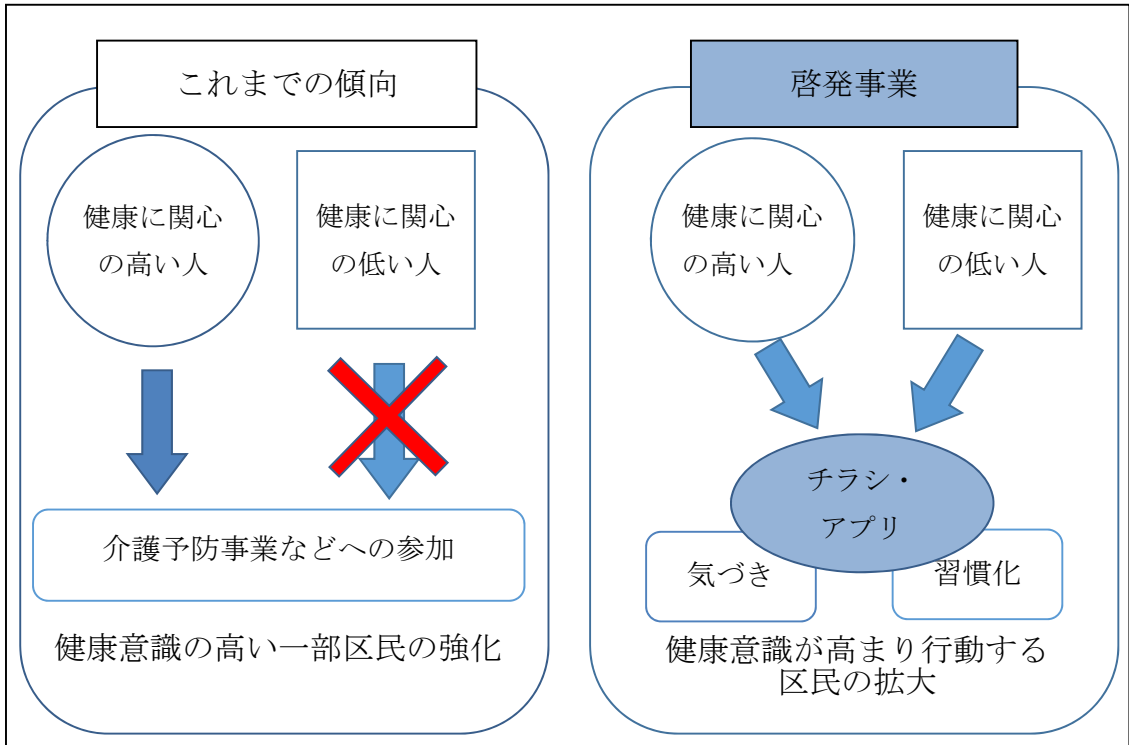 これまでの傾向
健康に関心
の高い人
健康に関心
の低い人
介護予防事業などへの参加
健康意識の高い一部区民の強化
啓発事業
健康に関心
の高い人
健康に関心
の低い人
チラシ・
アプリ
気づき
習慣化
健康意識が高まり行動する
区民の拡大